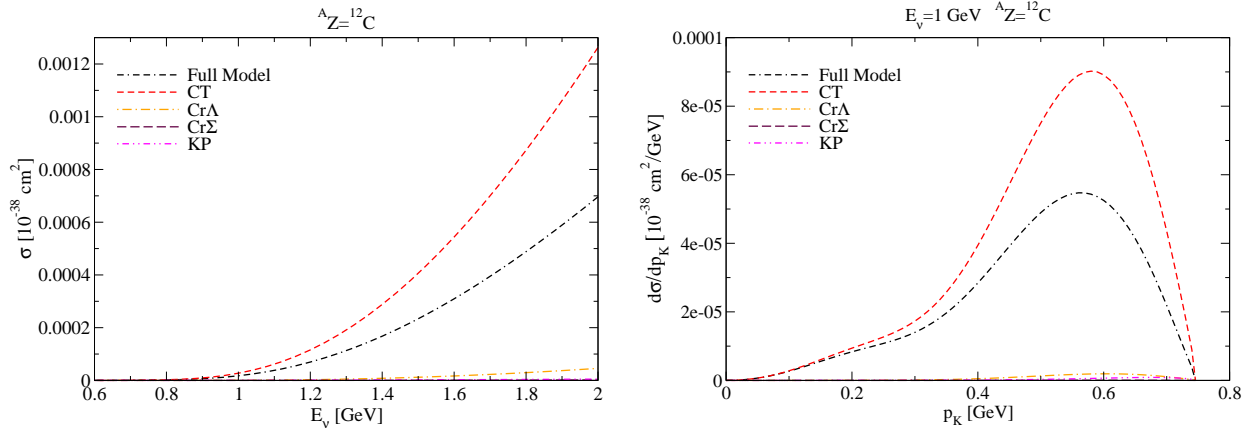 ᴬZ=¹²C
σ [10⁻³⁸ cm²]
0.0012
0.001
0.0008
0.0006
0.0004
0.0002
0
Full Model
CT
CrΛ
CrΣ
KP
0.6 0.8 1 1.2 1.4 1.6 1.8 2
E_ν [GeV]
E_ν=1 GeV ᴬZ=¹²C
dσ/dp_K [10⁻³⁸ cm²/GeV]
0.0001
8e-05
6e-05
4e-05
2e-05
0
Full Model
CT
CrΛ
CrΣ
KP
0 0.2 0.4 0.6 0.8
p_K [GeV]